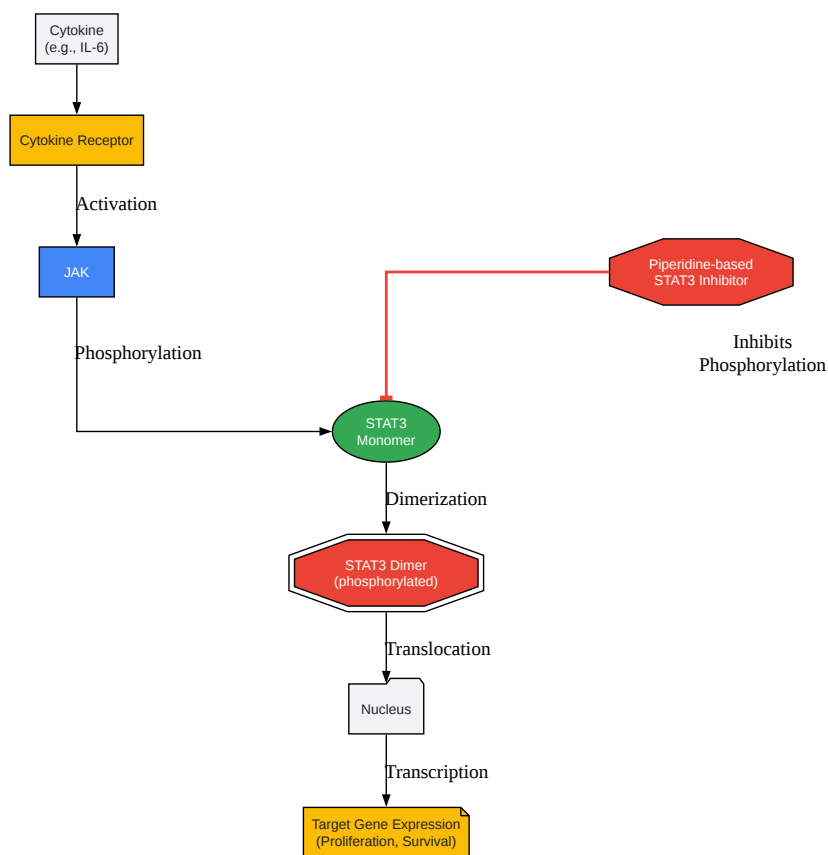 Cytokine
(e.g., IL-6)
Cytokine Receptor
Activation
JAK
Piperidine-based
STAT3 Inhibitor
Inhibits
Phosphorylation
Phosphorylation
STAT3
Monomer
Dimerization
STAT3 Dimer
(phosphorylated)
Translocation
Nucleus
Transcription
Target Gene Expression
(Proliferation, Survival)